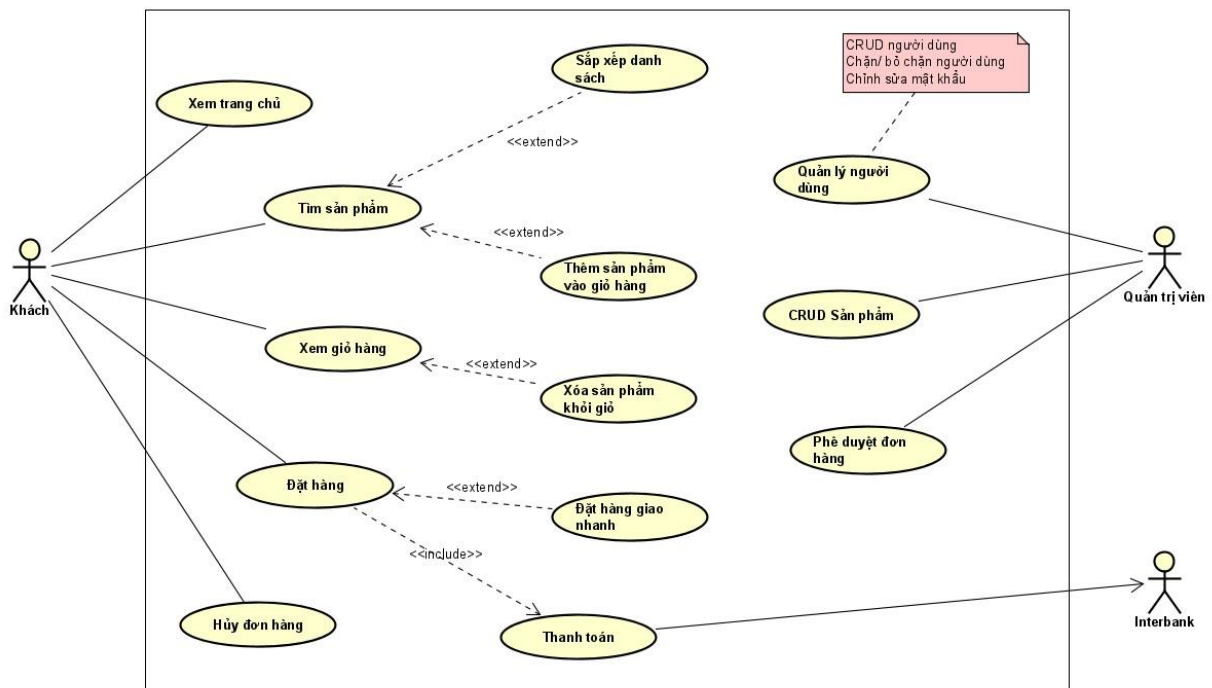 Sắp xếp danh
sách
CRUD người dùng
Chặn/ bỏ chặn người dùng
Chỉnh sửa mật khẩu
Xem trang chủ
<<extend>>
Quản lý người
dùng
Tìm sản phẩm
<<extend>>
Thêm sản phẩm
vào giỏ hàng
Khách
Quản trị viên
CRUD Sản phẩm
Xem giỏ hàng
<<extend>>
Xóa sản phẩm
khỏi giỏ
Phê duyệt đơn
hàng
Đặt hàng
<<extend>>
Đặt hàng giao
nhanh
<<include>>
Hủy đơn hàng
Thanh toán
Interbank